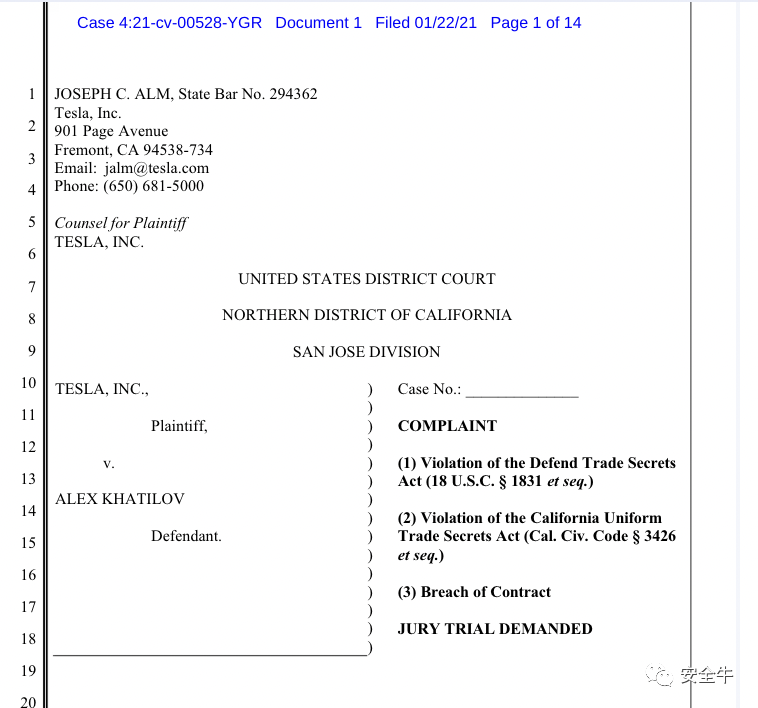 Case 4:21-cv-00528-YGR Document 1 Filed 01/22/21 Page 1 of 14
1 JOSEPH C. ALM, State Bar No. 294362
Tesla, Inc.
2 901 Page Avenue
3 Fremont, CA 94538-734
Email: jalm@tesla.com
4 Phone: (650) 681-5000
5 Counsel for Plaintiff
TESLA, INC.
6
7 UNITED STATES DISTRICT COURT
8 NORTHERN DISTRICT OF CALIFORNIA
9 SAN JOSE DIVISION
10 TESLA, INC., ) Case No.: ______________
11 )
Plaintiff, ) COMPLAINT
12 )
v. ) (1) Violation of the Defend Trade Secrets
13 ) Act (18 U.S.C. § 1831 et seq.)
ALEX KHATILOV )
14 ) (2) Violation of the California Uniform
15 Defendant. ) Trade Secrets Act (Cal. Civ. Code § 3426
) et seq.)
16 )
) (3) Breach of Contract
17 )
18 ) JURY TRIAL DEMANDED
)
19
安全牛
20